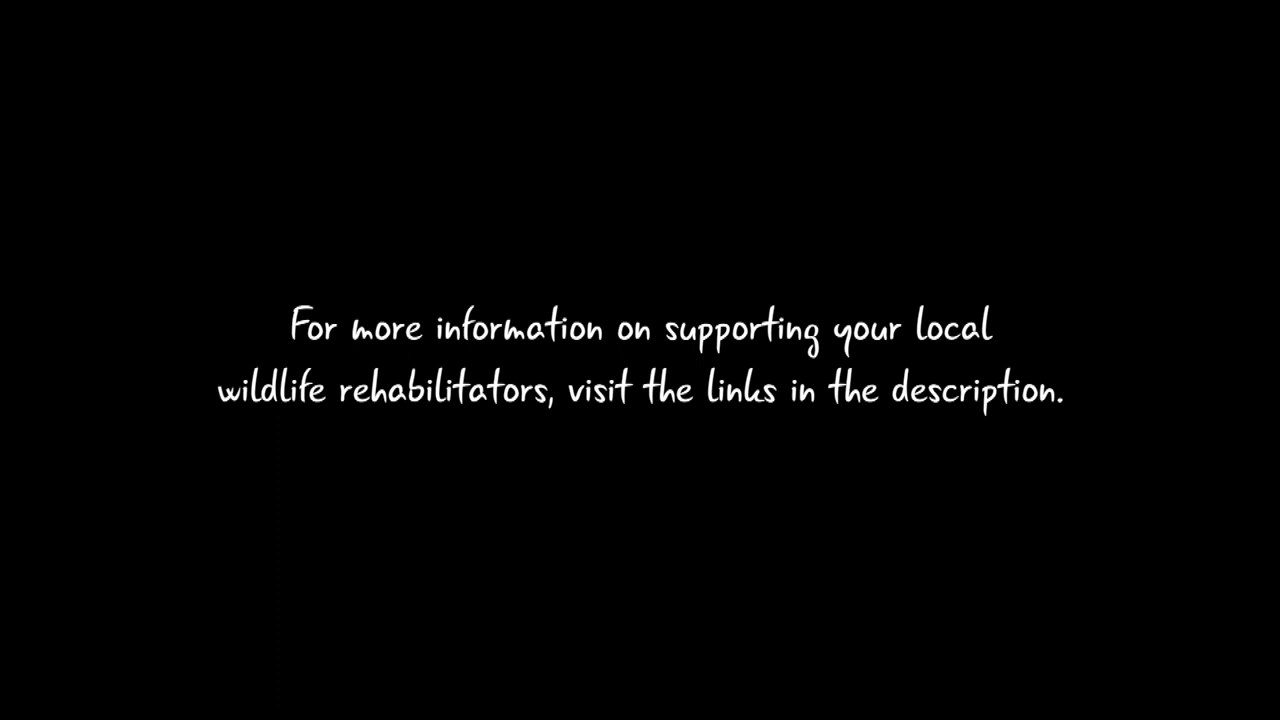 For more information on supporting your local
wildlife rehabilitators, visit the links in the description.